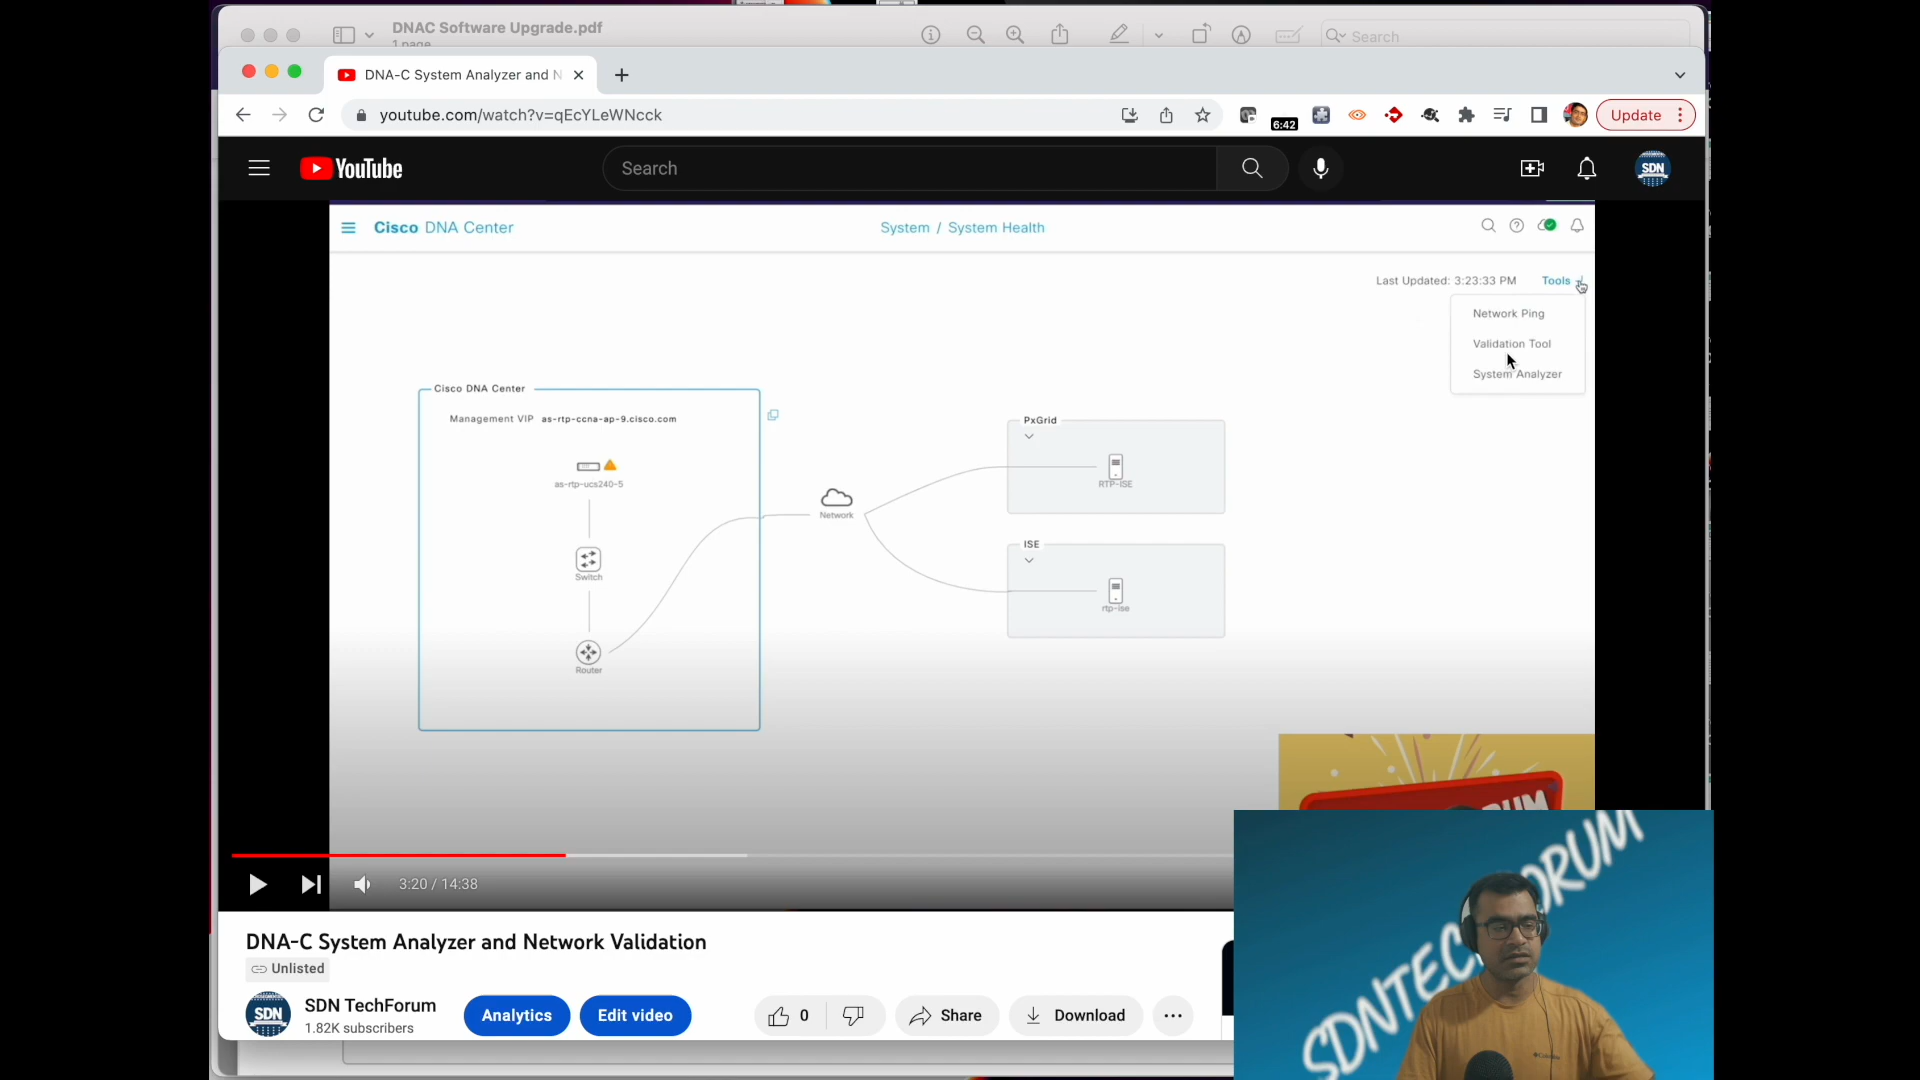 DNAC Software Upgrade.pdf
1 page
Search
DNA-C System Analyzer and N
youtube.com/watch?v=qEcYLeWNcck
6:42
Update
YouTube
Search
SDN
Cisco DNA Center
System / System Health
Last Updated: 3:23:33 PM
Tools
Network Ping
Validation Tool
System Analyzer
Cisco DNA Center
Management VIP as-rtp-ccna-ap-9.cisco.com
as-rtp-ucs240-5
Switch
Router
Network
PxGrid
RTP-ISE
ISE
rtp-ise
3:20 / 14:38
SDNTECHFORUM
DNA-C System Analyzer and Network Validation
Unlisted
SDN
SDN TechForum
1.82K subscribers
Analytics
Edit video
0
Share
Download